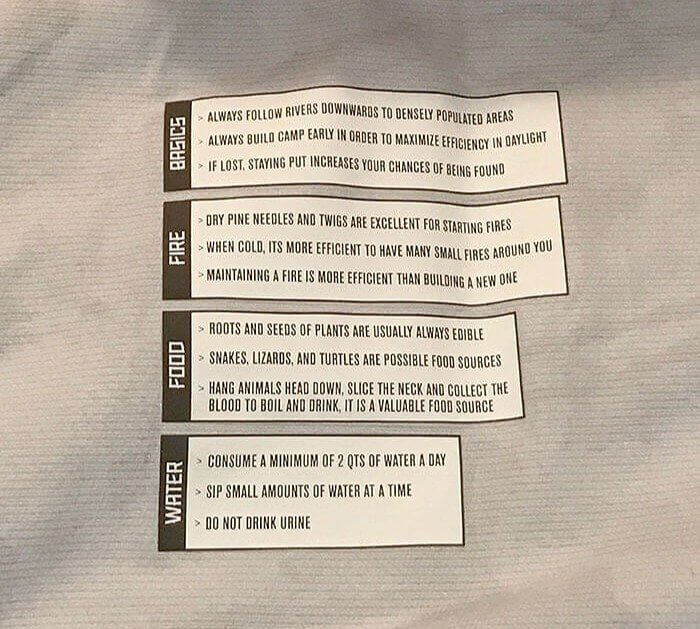 BASICS
> ALWAYS FOLLOW RIVERS DOWNWARDS TO DENSELY POPULATED AREAS
> ALWAYS BUILD CAMP EARLY IN ORDER TO MAXIMIZE EFFICIENCY IN DAYLIGHT
> IF LOST, STAYING PUT INCREASES YOUR CHANCES OF BEING FOUND
FIRE
> DRY PINE NEEDLES AND TWIGS ARE EXCELLENT FOR STARTING FIRES
> WHEN COLD, ITS MORE EFFICIENT TO HAVE MANY SMALL FIRES AROUND YOU
> MAINTAINING A FIRE IS MORE EFFICIENT THAN BUILDING A NEW ONE
FOOD
> ROOTS AND SEEDS OF PLANTS ARE USUALLY ALWAYS EDIBLE
> SNAKES, LIZARDS, AND TURTLES ARE POSSIBLE FOOD SOURCES
> HANG ANIMALS HEAD DOWN, SLICE THE NECK AND COLLECT THE
BLOOD TO BOIL AND DRINK, IT IS A VALUABLE FOOD SOURCE
WATER
> CONSUME A MINIMUM OF 2 QTS OF WATER A DAY
> SIP SMALL AMOUNTS OF WATER AT A TIME
> DO NOT DRINK URINE